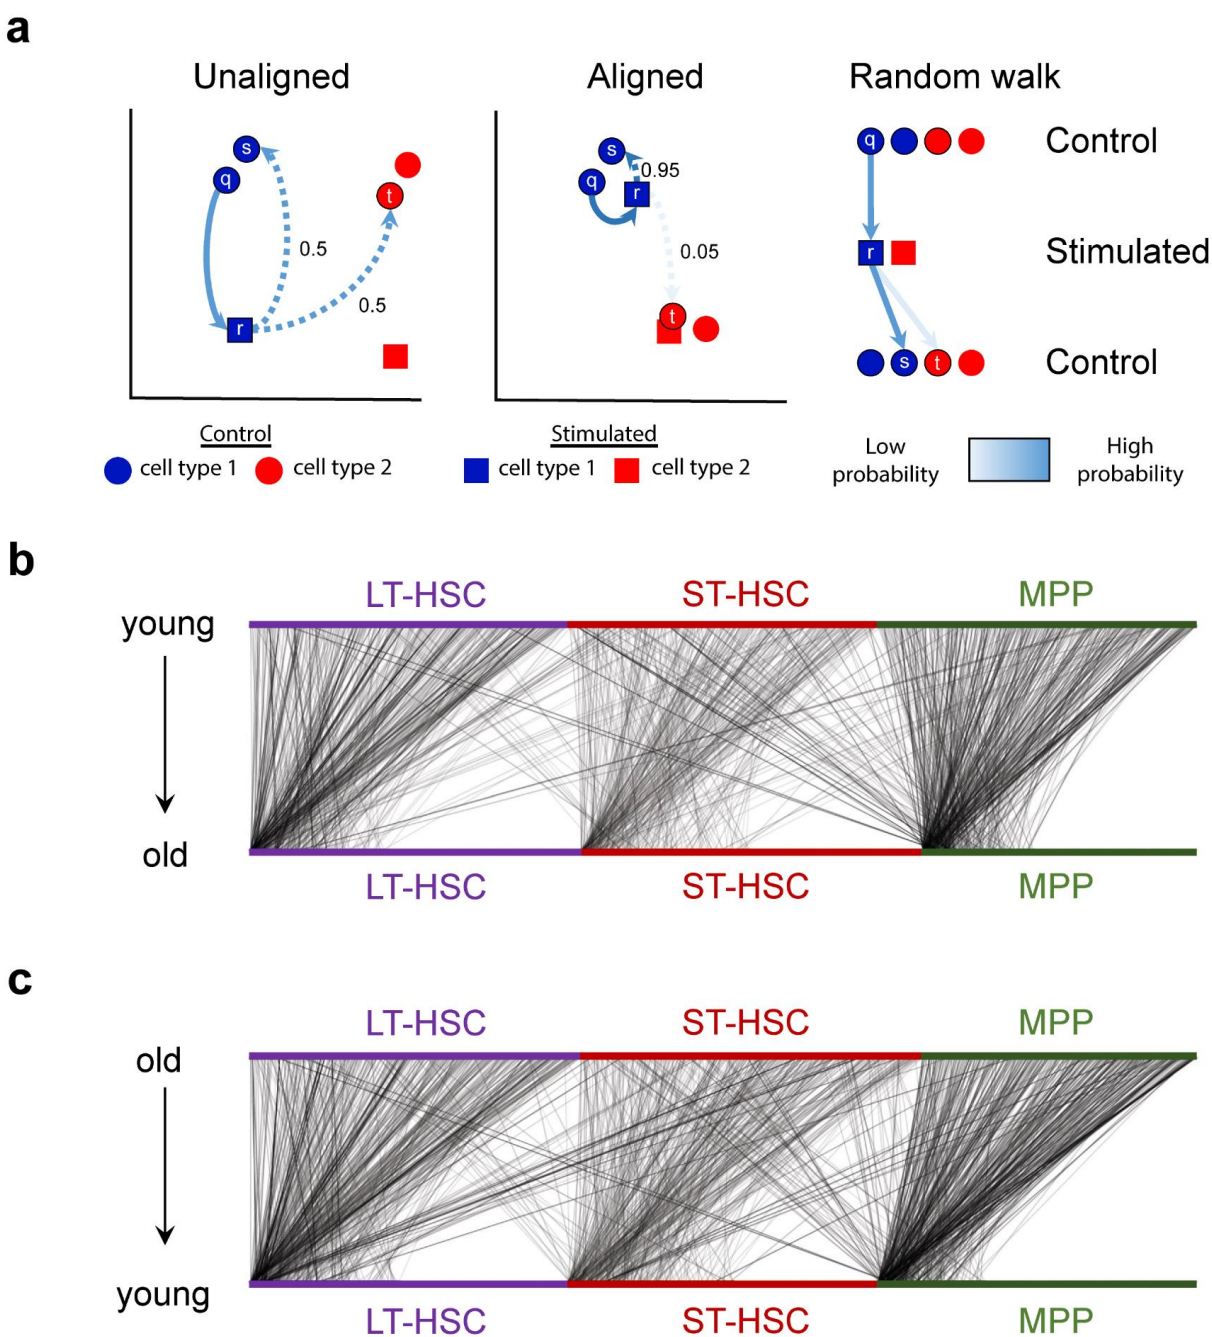 a
Unaligned
Aligned
Random walk
s
q
t
r
0.5
0.5
s
q
r
0.95
0.05
t
q
Control
r
Stimulated
s
t
Control
Control
cell type 1
cell type 2
Stimulated
cell type 1
cell type 2
Low
probability
High
probability
b
LT-HSC
ST-HSC
MPP
young
old
LT-HSC
ST-HSC
MPP
c
LT-HSC
ST-HSC
MPP
old
young
LT-HSC
ST-HSC
MPP